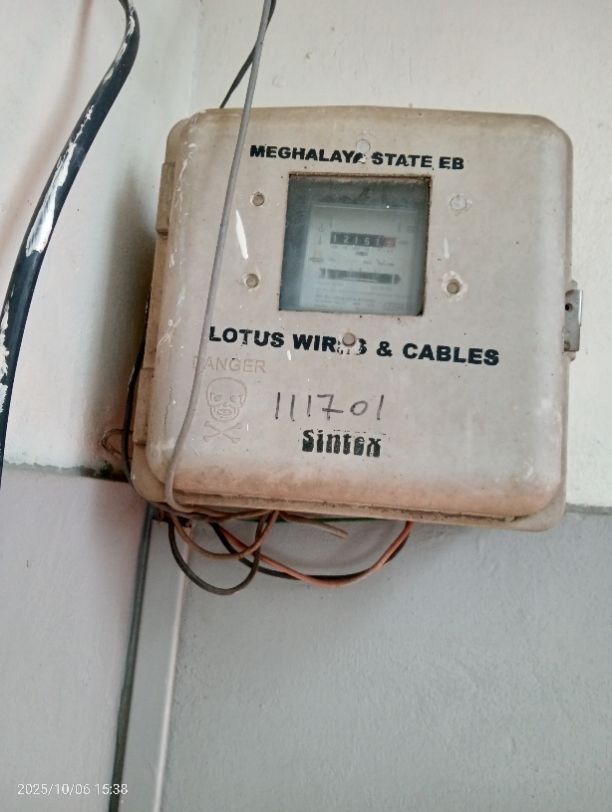 MEGHALAYA STATE EB
LOTUS WIRES & CABLES
DANGER
111701
Sintex
2025/10/06 15:38